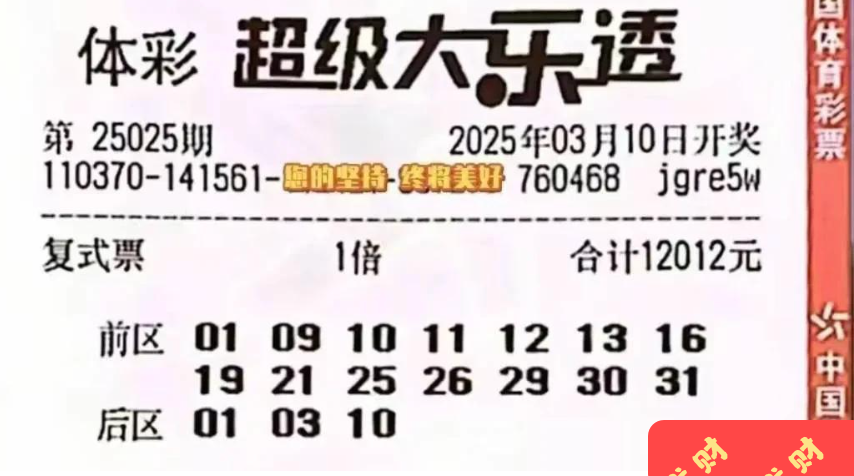 体彩 超级大乐透
第 25025期 2025年03月10日开奖
110370-141561-您的坚持 终将美好 760468 jgre5w
复式票 1倍 合计12012元
前区 01 09 10 11 12 13 16
19 21 25 26 29 30 31
后区 01 03 10
国体育彩票
中国
财 财